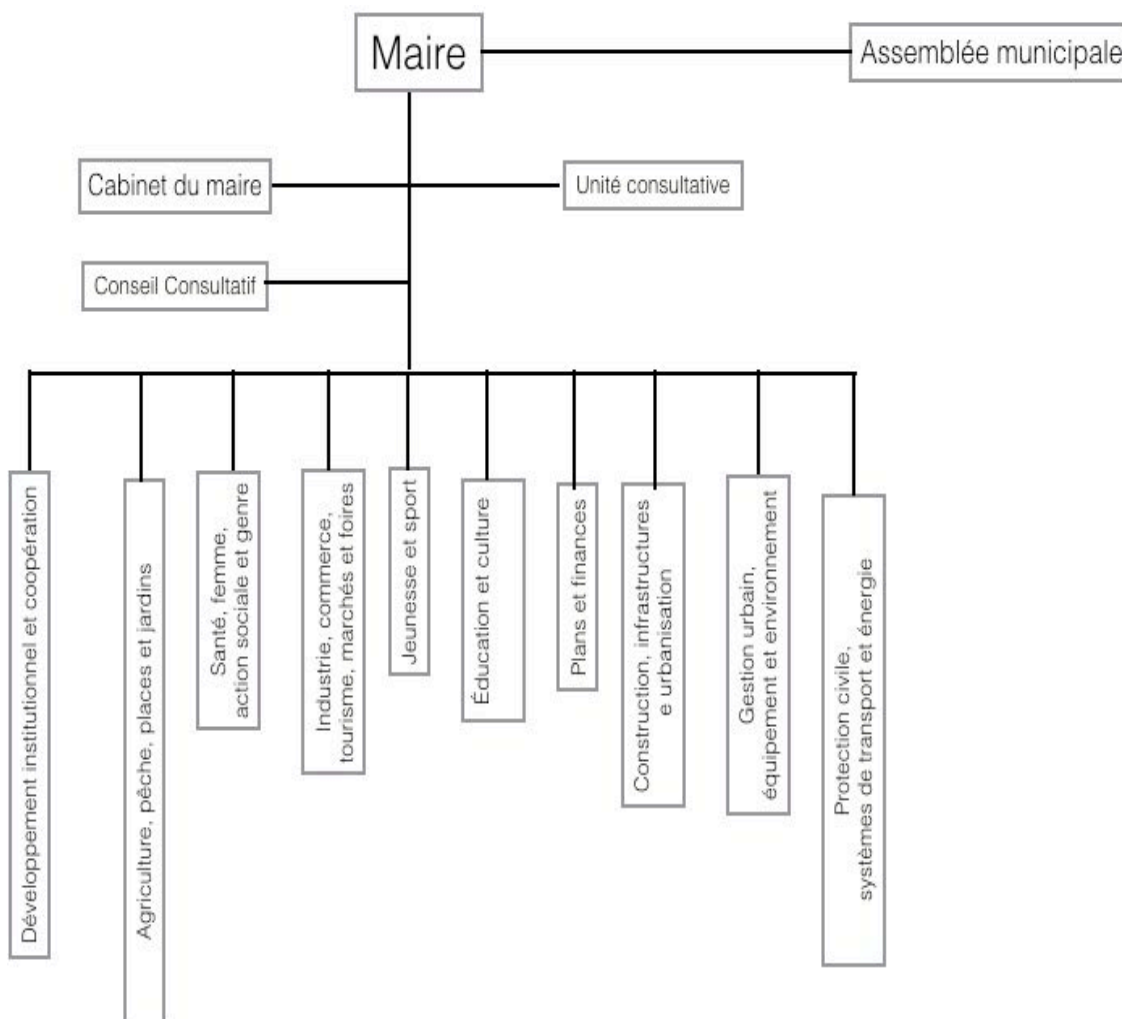 Maire
Assemblée municipale
Cabinet du maire
Unité consultative
Conseil Consultatif
Développement institutionnel et coopération
Agriculture, pêche, places et jardins
Santé, femme,
action sociale et genre
Industrie, commerce,
tourisme, marchés et foires
Jeunesse et sport
Éducation et culture
Plans et finances
Construction, infrastructures
e urbanisation
Gestion urbain,
équipement et environnement
Protection civile,
systèmes de transport et énergie